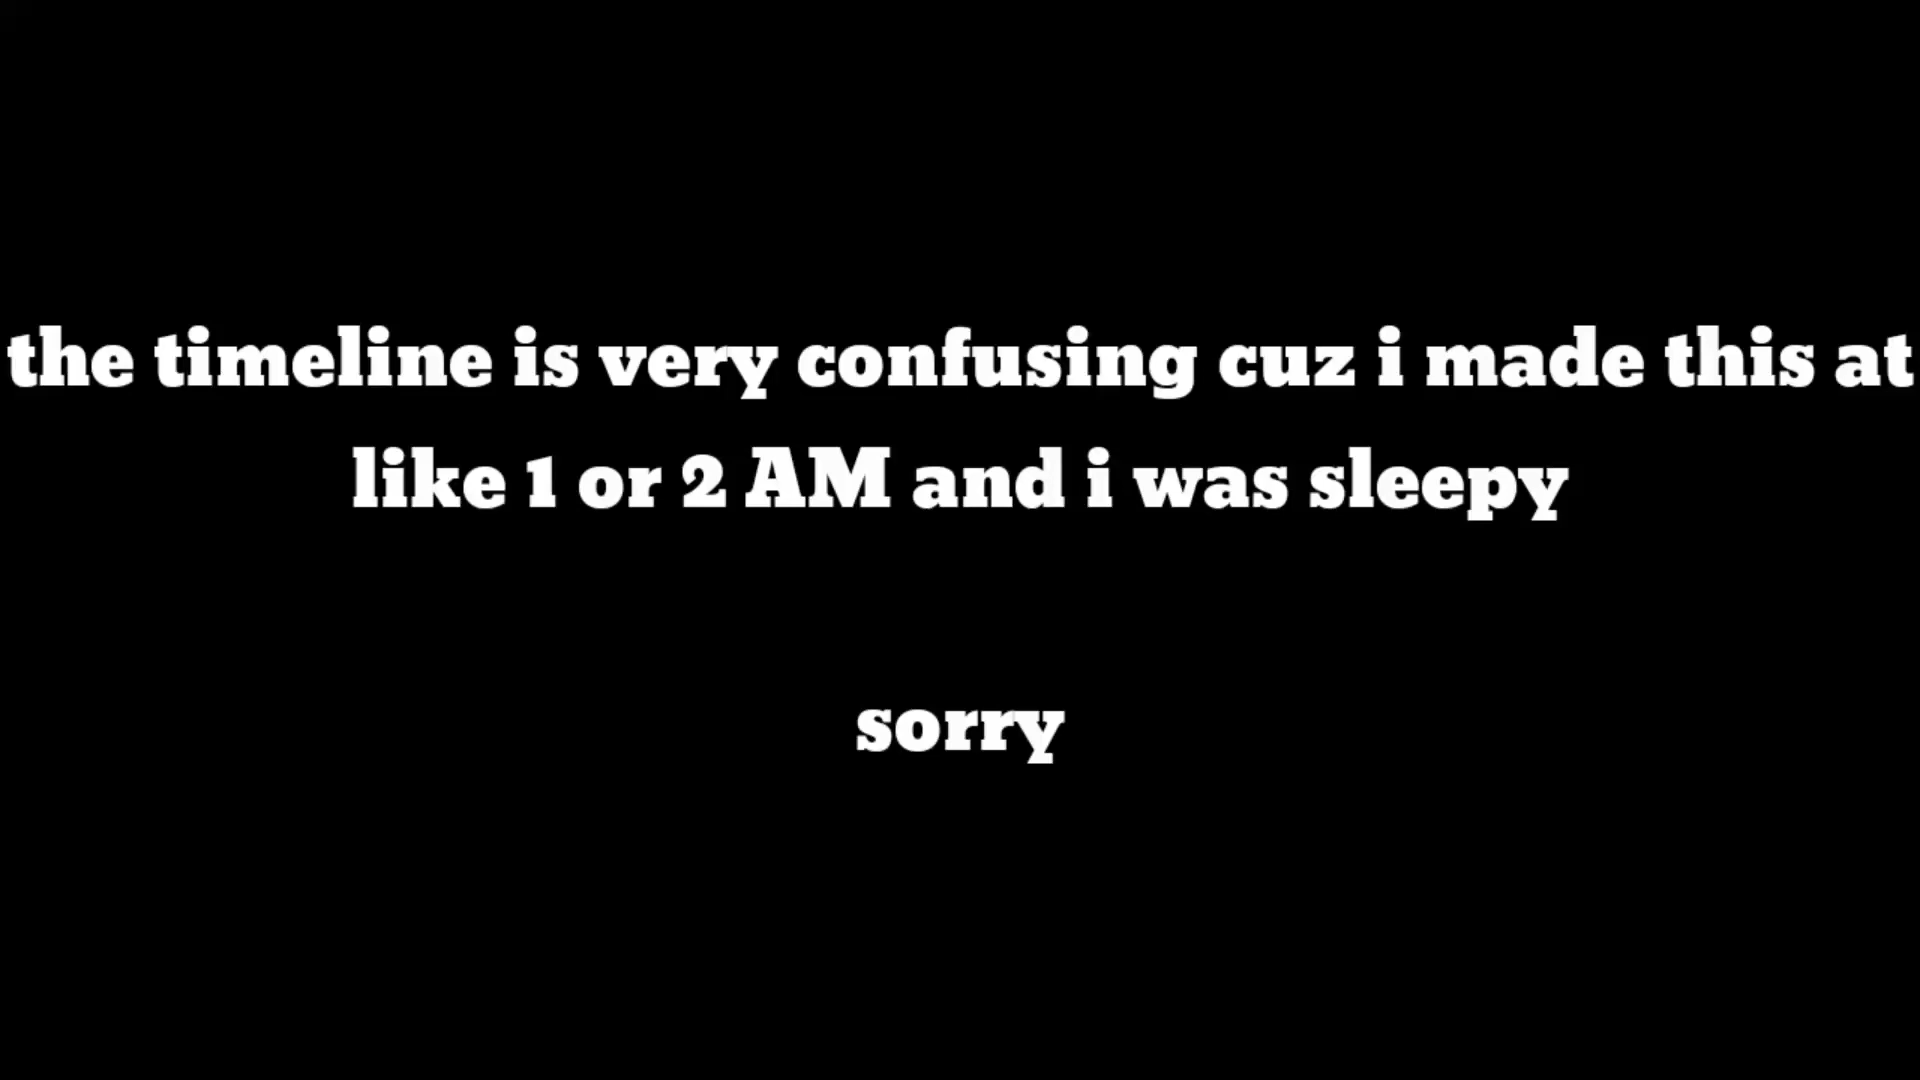 the timeline is very confusing cuz i made this at
like 1 or 2 AM and i was sleepy
sorry